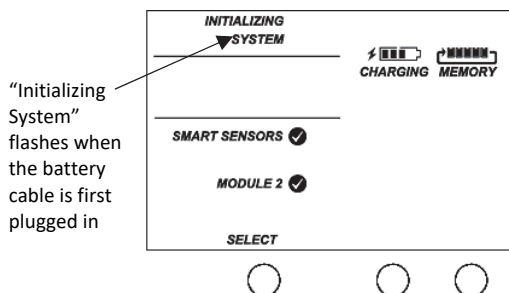 “Initializing
System”
flashes when
the battery
cable is first
plugged in
INITIALIZING
SYSTEM
CHARGING MEMORY
SMART SENSORS
MODULE 2
SELECT